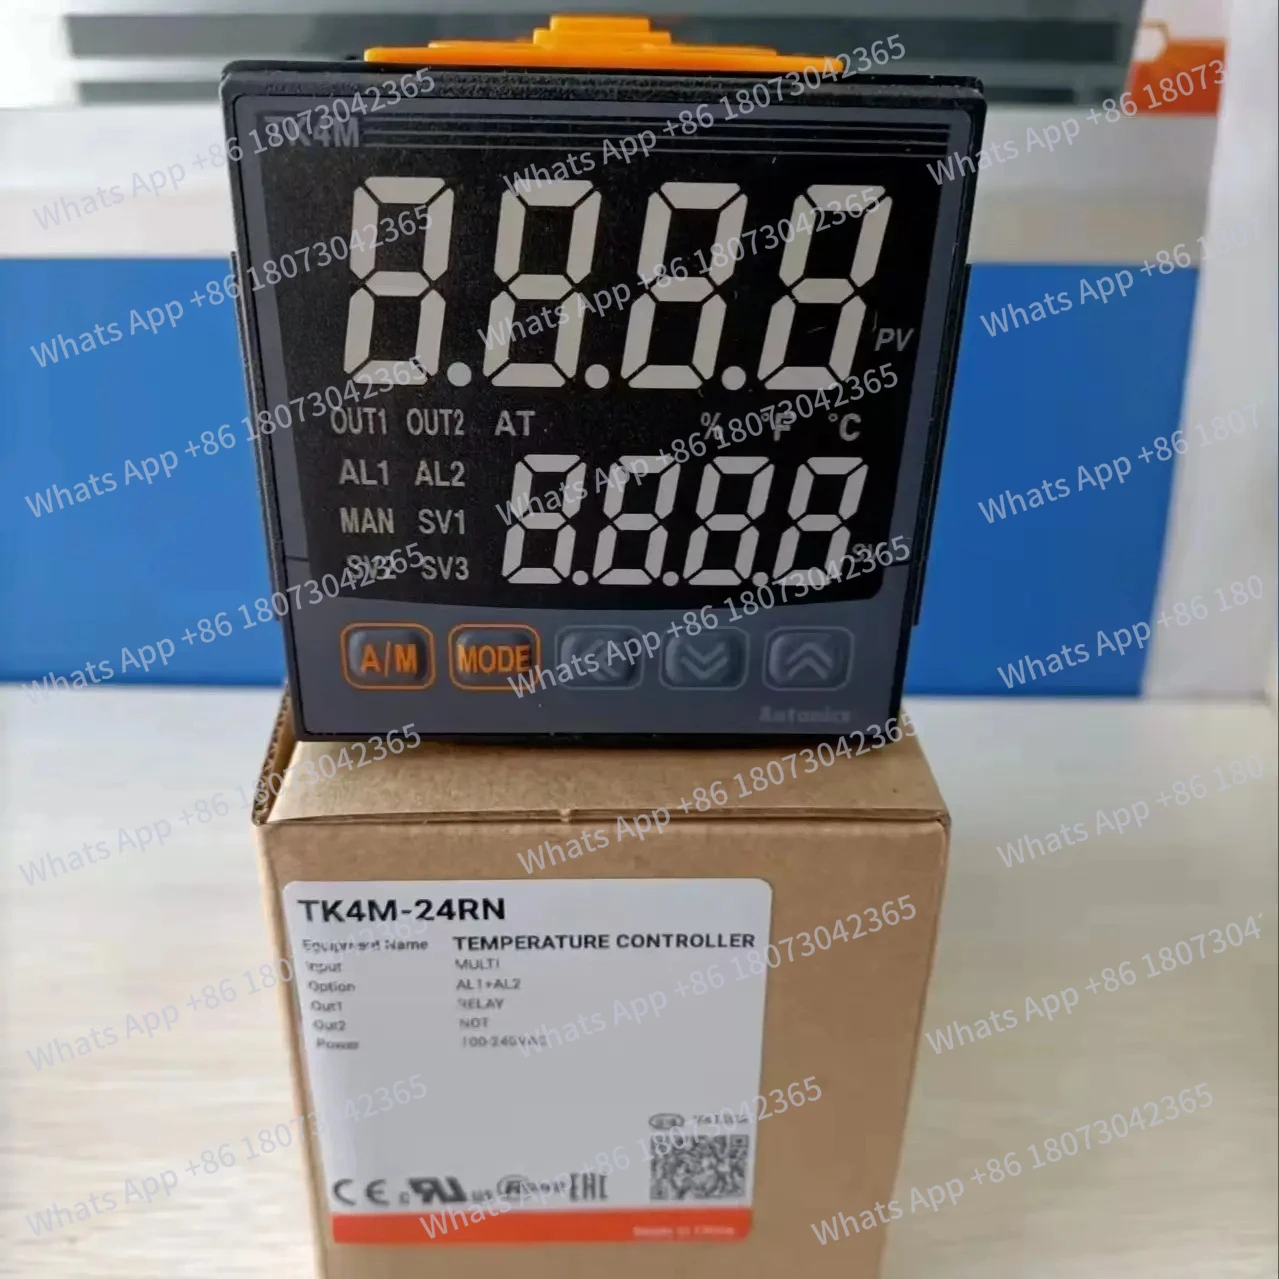 TK4M
PV
OUT1 OUT2 AT % °F °C
AL1 AL2
MAN SV1
SV2 SV3
A/M MODE
Autonics
TK4M-24RN
Equipment Name TEMPERATURE CONTROLLER
Input MULTI
Option AL1+AL2
Out1 RELAY
Out2 NOT
Power 100-240VAC
CE EAC
Made in China
Whats App +86 18073042365